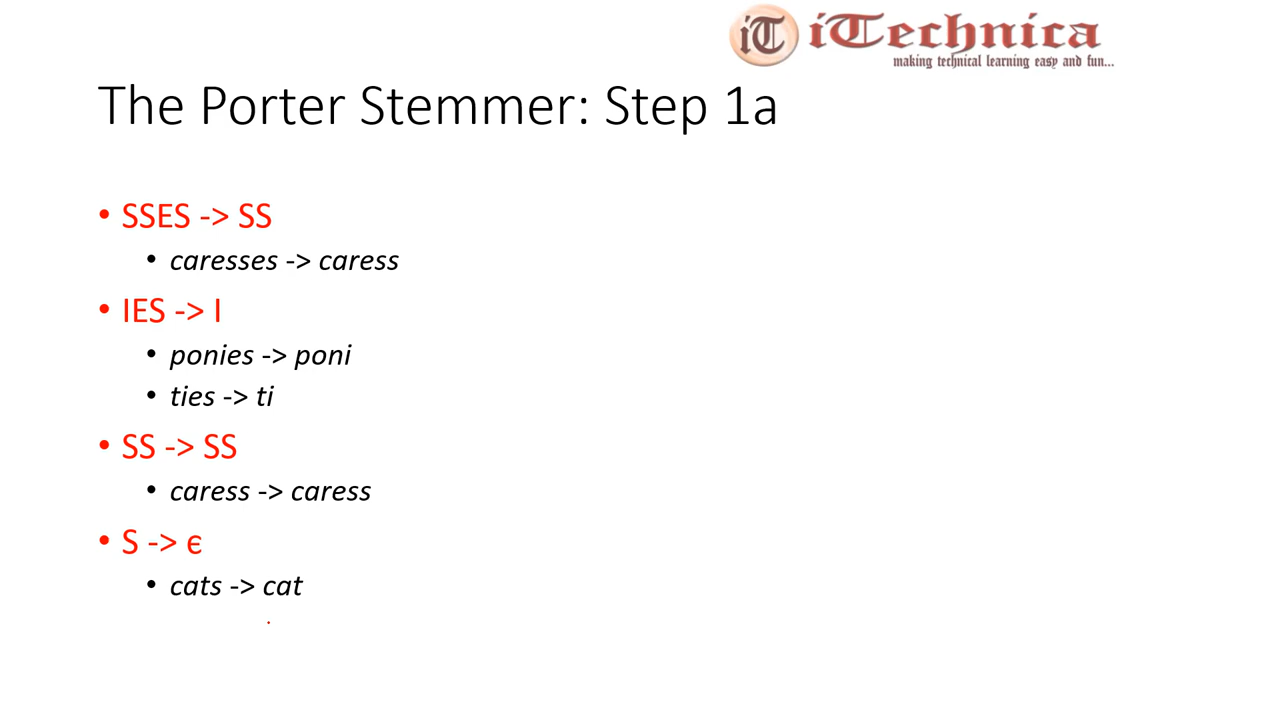 iT iTechnica
making technical learning easy and fun...
The Porter Stemmer: Step 1a
• SSES -> SS
• caresses -> caress
• IES -> I
• ponies -> poni
• ties -> ti
• SS -> SS
• caress -> caress
• S -> є
• cats -> cat